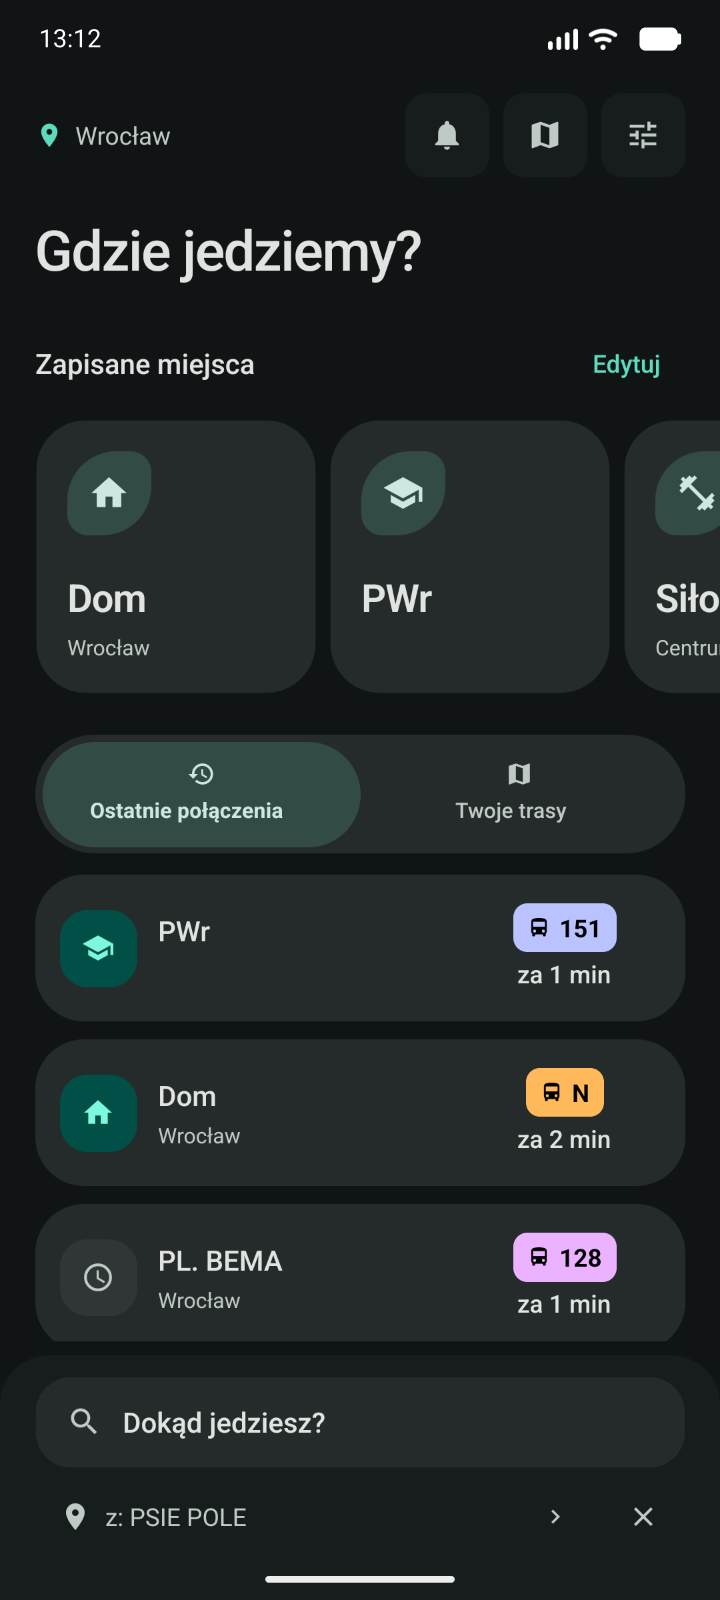 13:12
Wrocław
Gdzie jedziemy?
Zapisane miejsca
Edytuj
Dom
Wrocław
PWr
Siło
Centru
Ostatnie połączenia
Twoje trasy
PWr
151
za 1 min
Dom
Wrocław
N
za 2 min
PL. BEMA
Wrocław
128
za 1 min
Dokąd jedziesz?
z: PSIE POLE